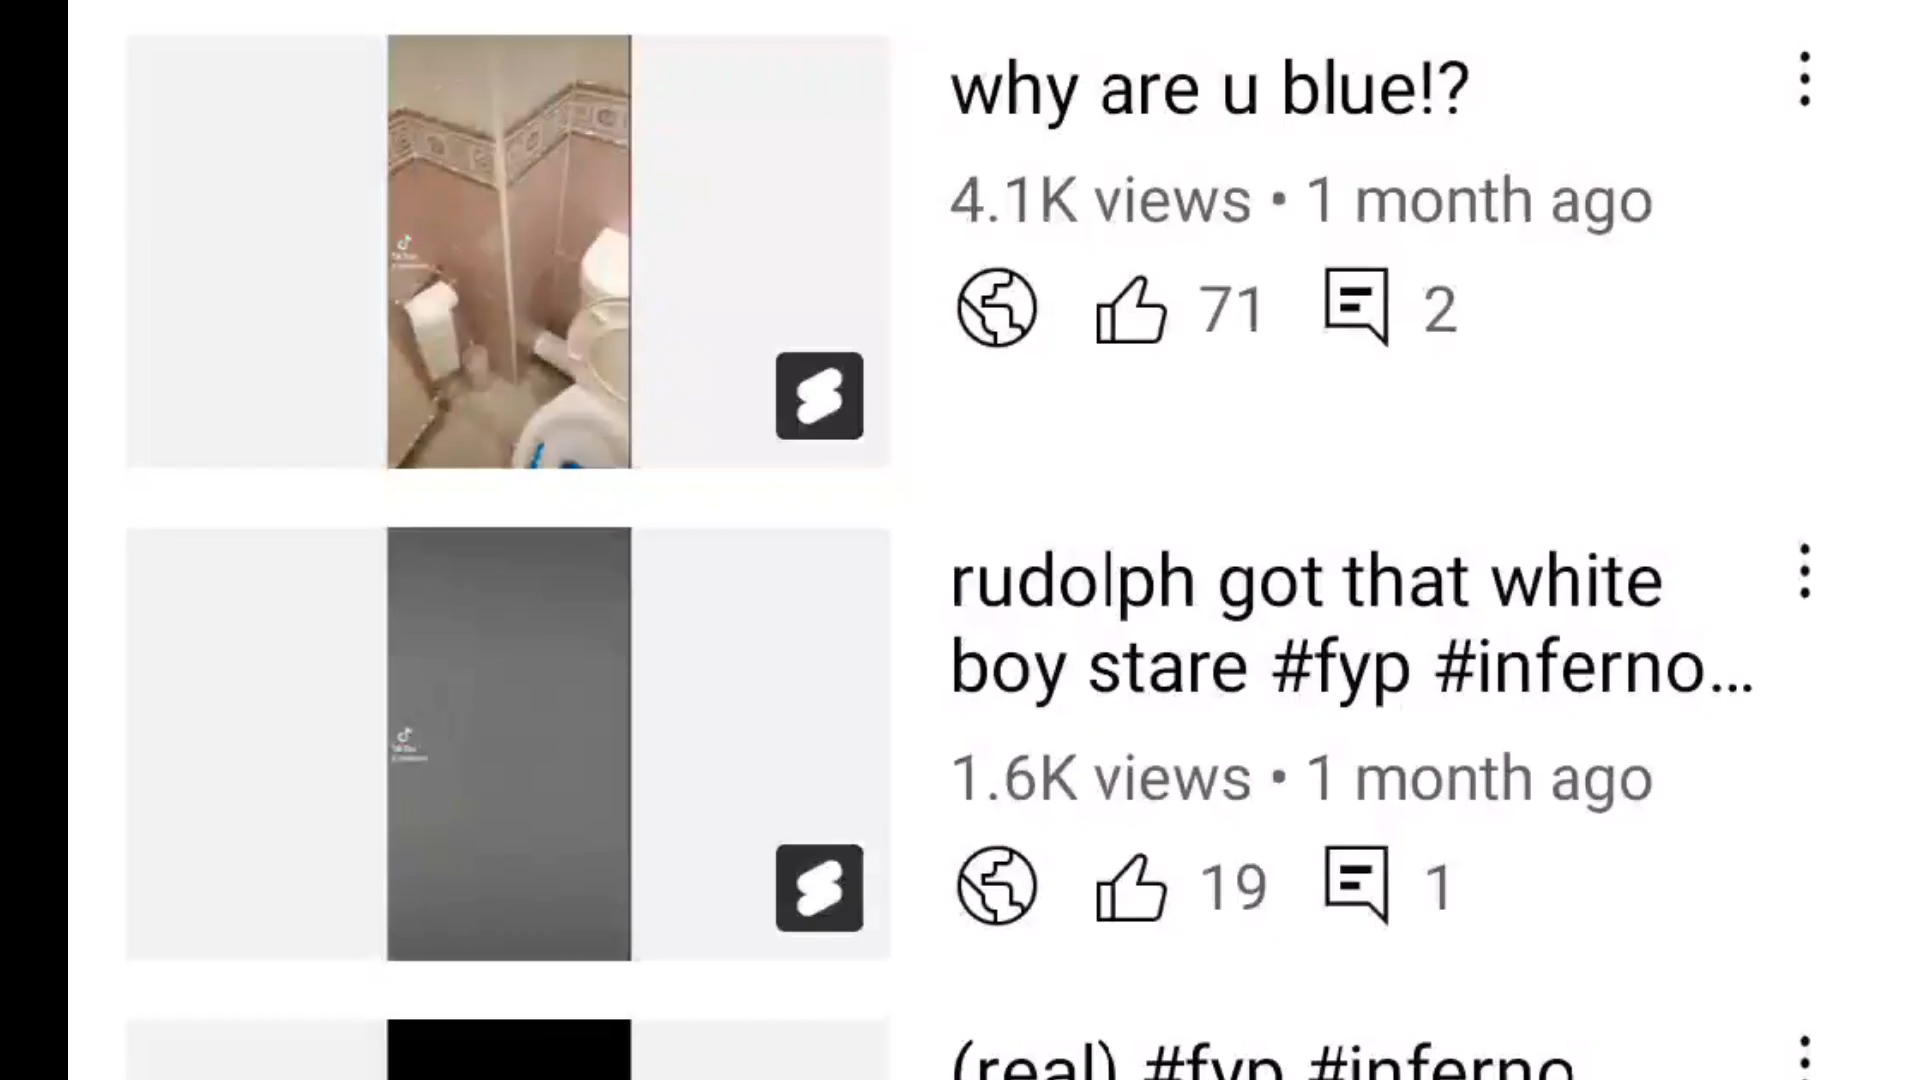 why are u blue!?
4.1K views • 1 month ago
71 2
rudolph got that white
boy stare #fyp #inferno...
1.6K views • 1 month ago
19 1
(real) #fyp #inferno